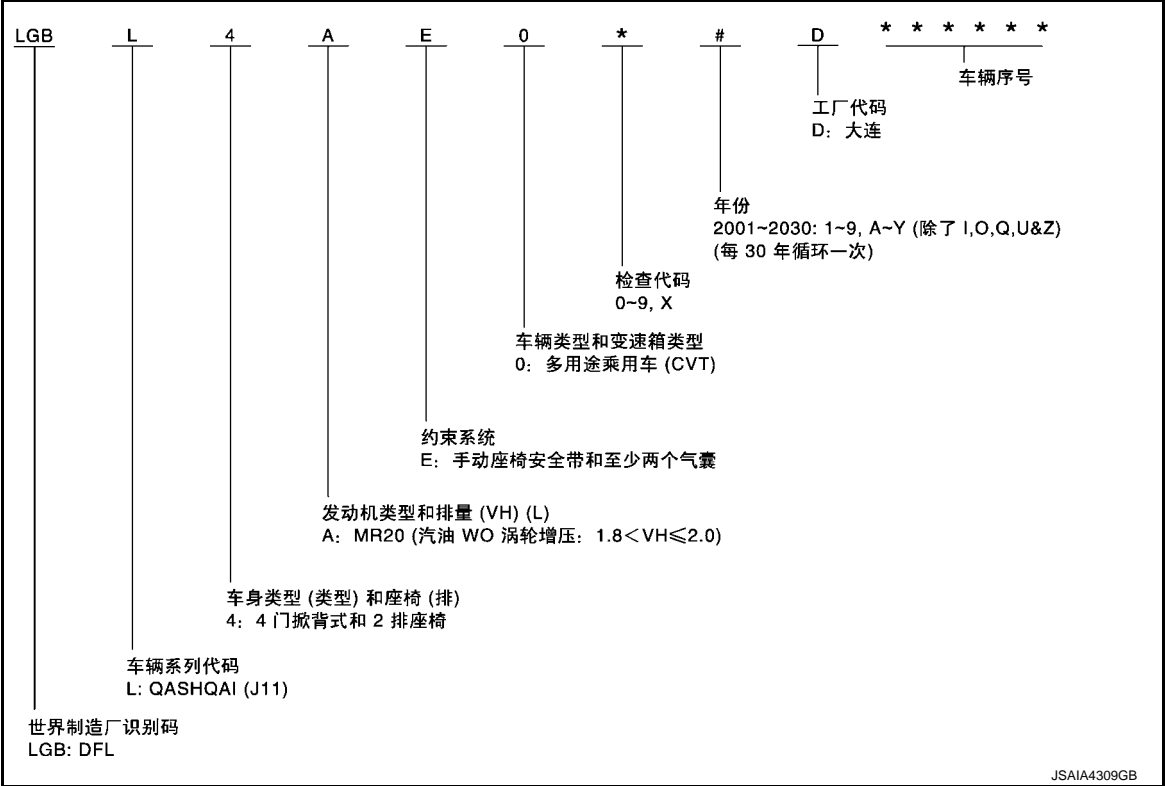 LGB L 4 A E 0 * # D * * * * * *
车辆序号
工厂代码
D：大连
年份
2001~2030: 1~9, A~Y (除了 I,O,Q,U&Z)
(每 30 年循环一次)
检查代码
0~9, X
车辆类型和变速箱类型
0：多用途乘用车 (CVT)
约束系统
E：手动座椅安全带和至少两个气囊
发动机类型和排量 (VH) (L)
A：MR20 (汽油 WO 涡轮增压：1.8＜VH≤2.0)
车身类型 (类型) 和座椅 (排)
4：4 门掀背式和 2 排座椅
车辆系列代码
L: QASHQAI (J11)
世界制造厂识别码
LGB: DFL
JSAIA4309GB